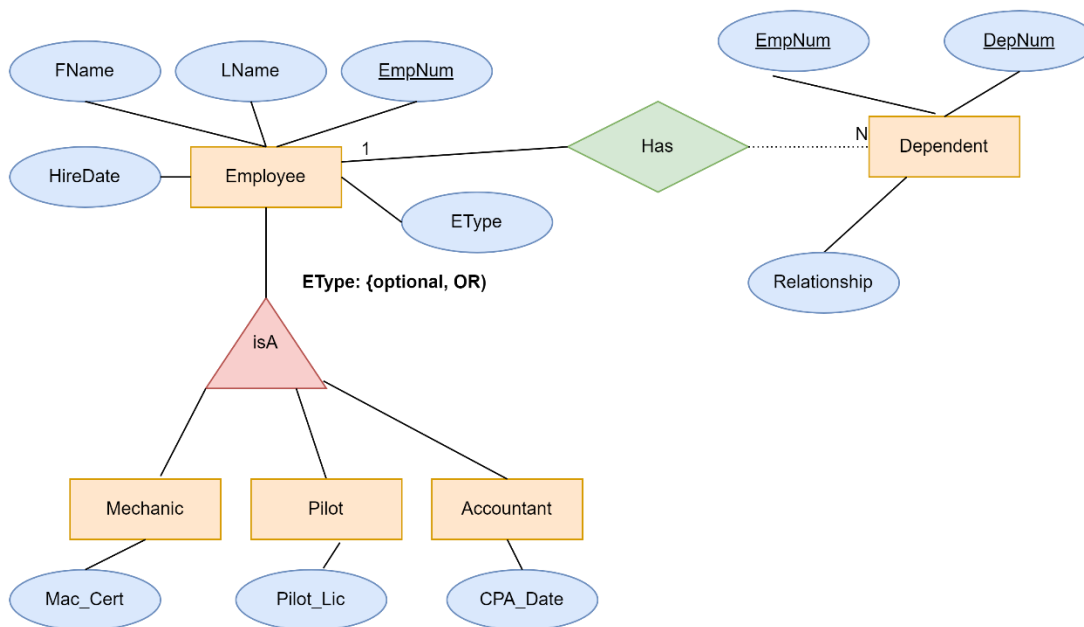 EmpNum
DepNum
FName
LName
EmpNum
1
Has
N
Dependent
HireDate
Employee
EType
EType: {optional, OR)
Relationship
isA
Mechanic
Pilot
Accountant
Mac_Cert
Pilot_Lic
CPA_Date